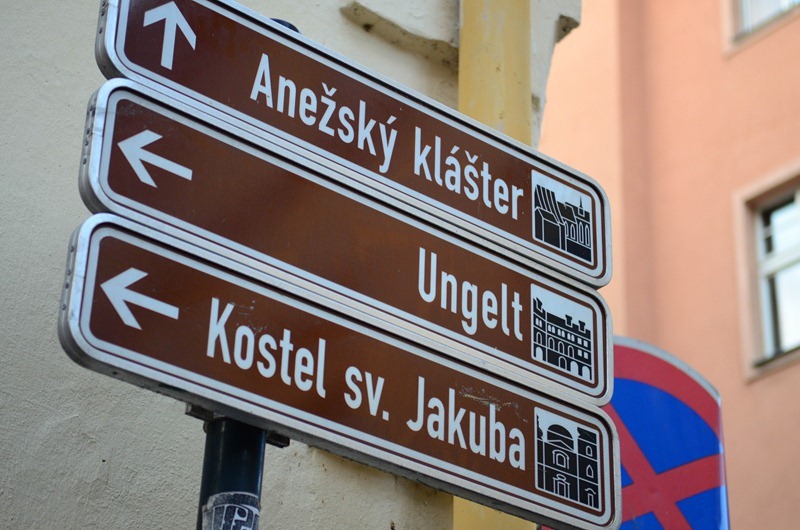 Anežský klášter
Ungelt
Kostel sv. Jakuba